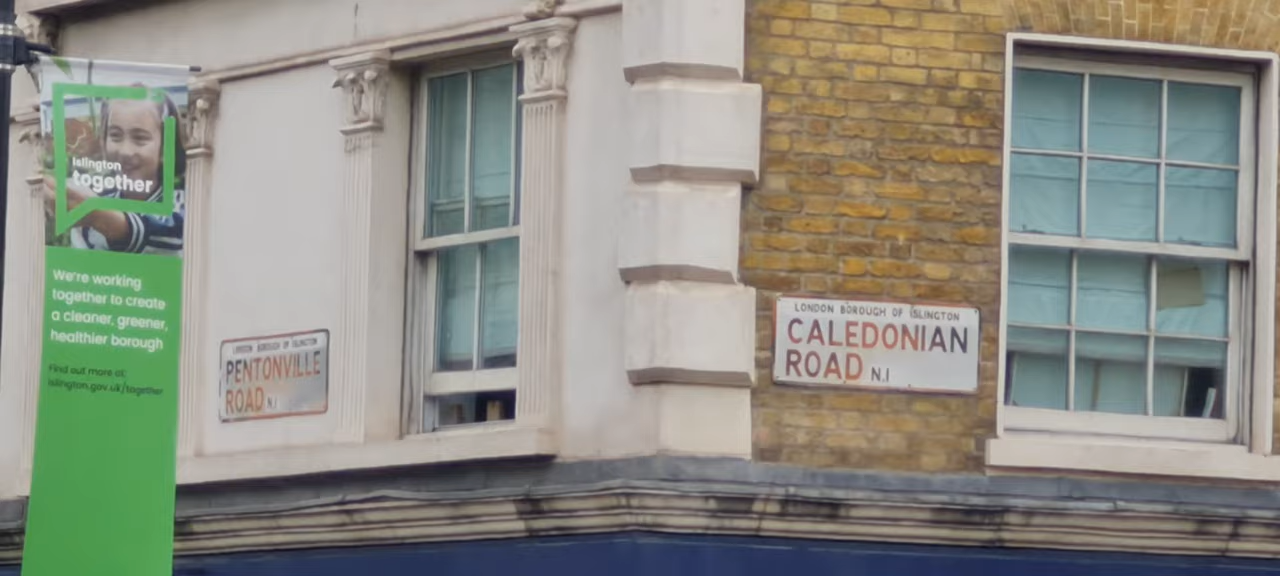 islington
together
We're working
together to create
a cleaner, greener,
healthier borough
Find out more at:
islington.gov.uk/together
LONDON BOROUGH OF ISLINGTON
PENTONVILLE
ROAD N.1
LONDON BOROUGH OF ISLINGTON
CALEDONIAN
ROAD N.1